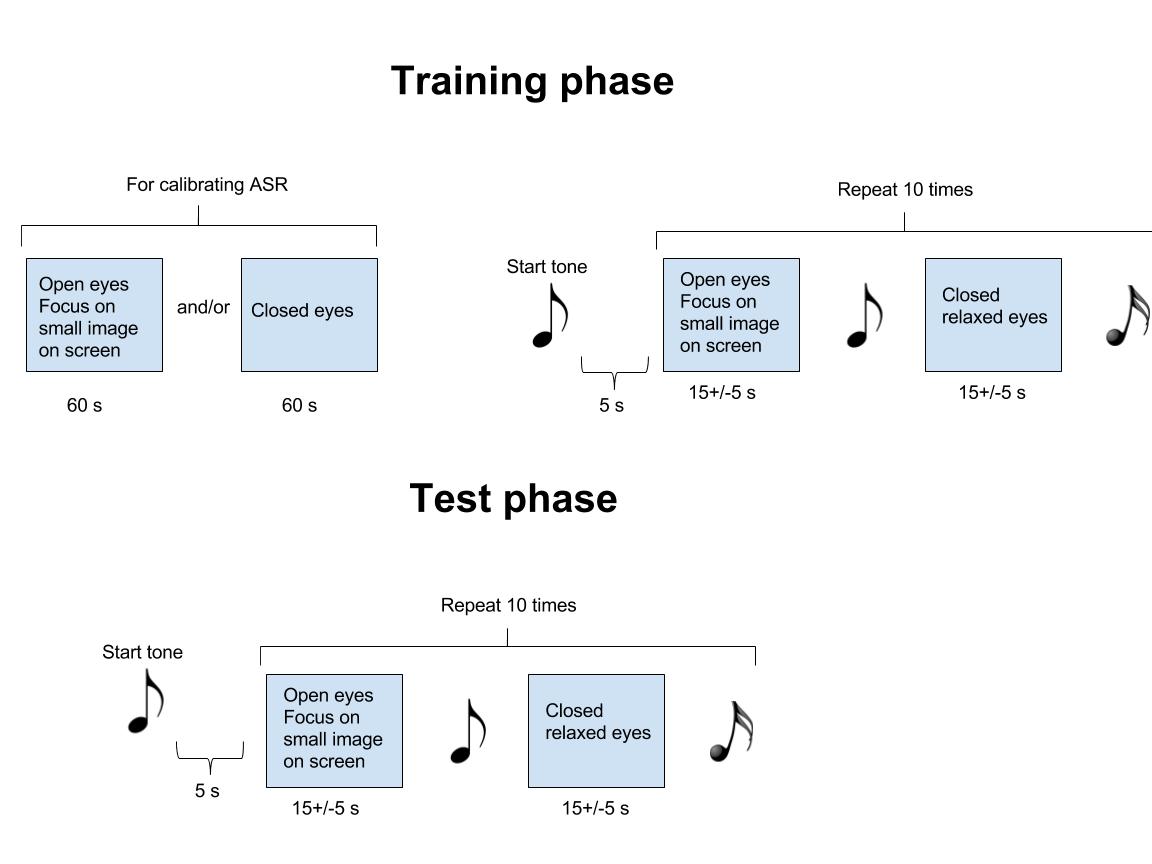 Training phase
For calibrating ASR
Open eyes
Focus on
small image
on screen
and/or
Closed eyes
60 s
60 s
Repeat 10 times
Start tone
5 s
Open eyes
Focus on
small image
on screen
15+/-5 s
Closed
relaxed eyes
15+/-5 s
Test phase
Repeat 10 times
Start tone
5 s
Open eyes
Focus on
small image
on screen
15+/-5 s
Closed
relaxed eyes
15+/-5 s